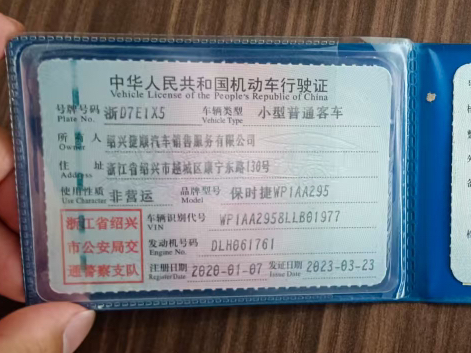 中华人民共和国机动车行驶证
Vehicle License of the People's Republic of China
号牌号码 浙D7E1X5 车辆类型 小型普通客车
Plate No. Vehicle Type
所有人 绍兴捷顺汽车销售服务有限公司
Owner
住址 浙江省绍兴市越城区康宁东路130号
Address
使用性质 非营运 品牌型号 保时捷WP1AA295
Use Character Model
浙江省绍兴
市公安局交
通警察支队
车辆识别代号 WP1AA2958LLB01977
VIN
发动机号码 DLH061761
Engine No.
注册日期 2020-01-07 发证日期 2023-03-23
Register Date Issue Date